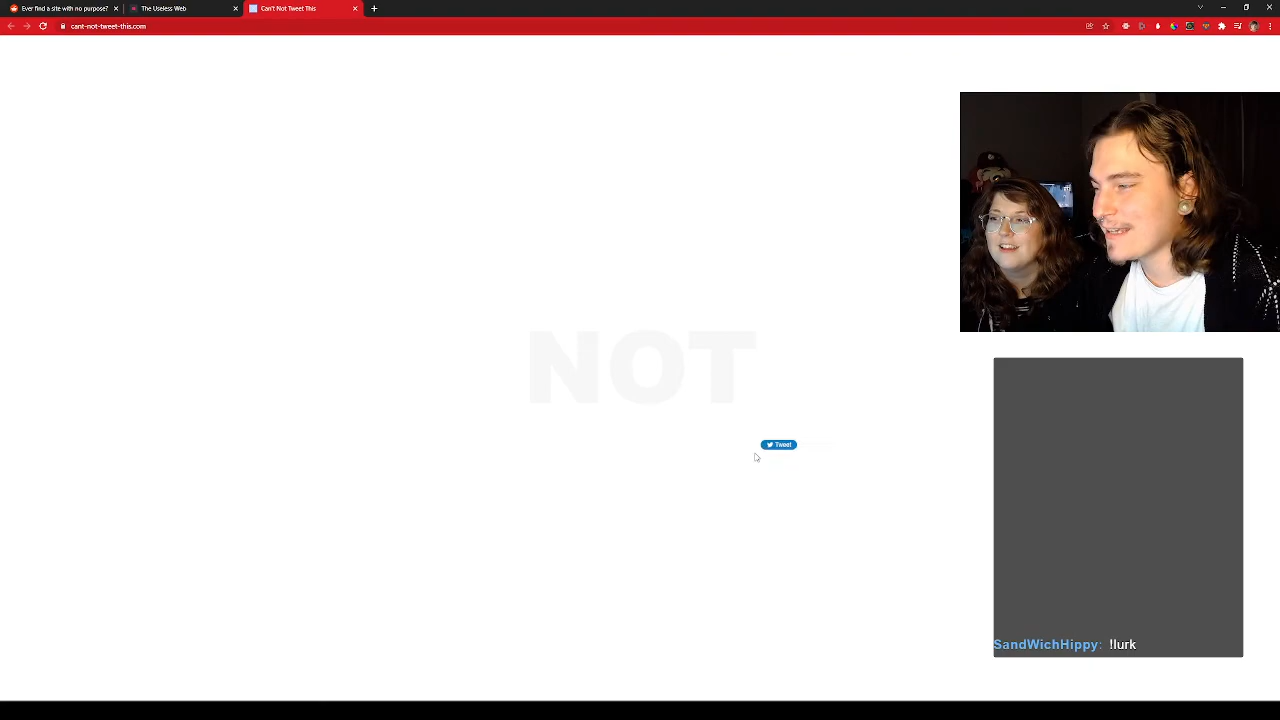 Ever find a site with no purpose?
The Useless Web
Can't Not Tweet This
cant-not-tweet-this.com
NOT
Tweet
SandWichHippy: !lurk